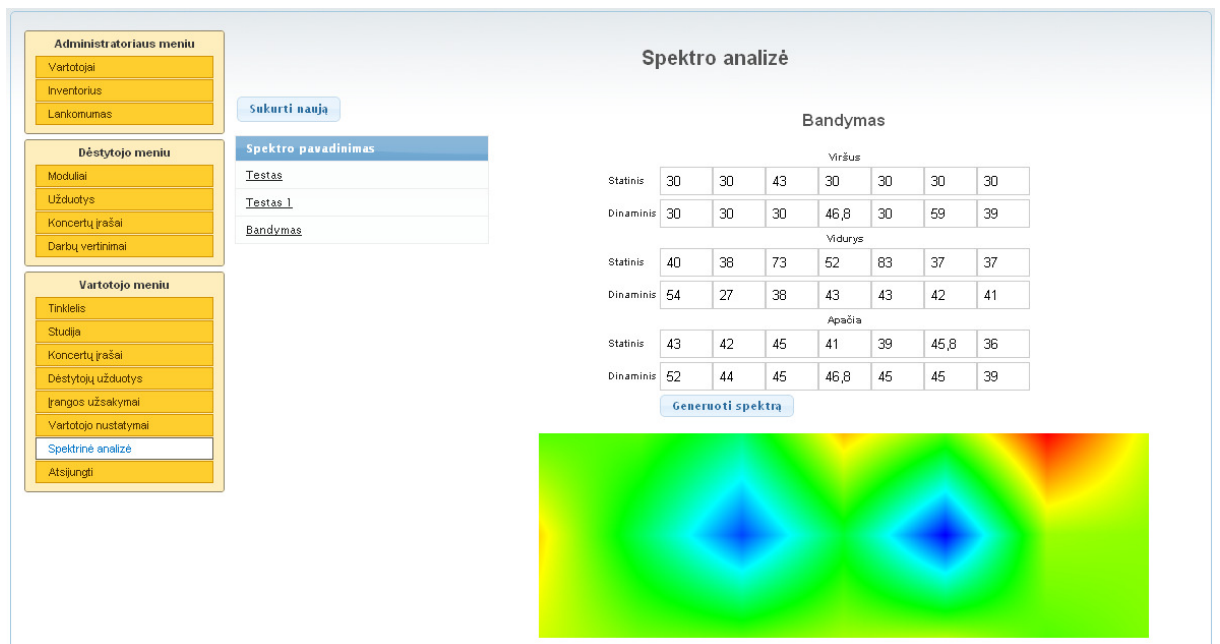 Administratoriaus meniu
Vartotojai
Inventorius
Lankomumas
Dėstytojo meniu
Moduliai
Užduotys
Koncertų įrašai
Darbų vertinimai
Vartotojo meniu
Tinklelis
Studija
Koncertų įrašai
Dėstytojų užduotys
Įrangos užsakymai
Vartotojo nustatymai
Spektrinė analizė
Atsijungti
Spektro analizė
Sukurti naują
Spektro pavadinimas
Testas
Testas 1
Bandymas
Bandymas
Viršus
Statinis 30 30 43 30 30 30 30
Dinaminis 30 30 30 46,8 30 59 39
Vidurys
Statinis 40 38 73 52 83 37 37
Dinaminis 54 27 38 43 43 42 41
Apačia
Statinis 43 42 45 41 39 45,8 36
Dinaminis 52 44 45 46,8 45 45 39
Generuoti spektrą